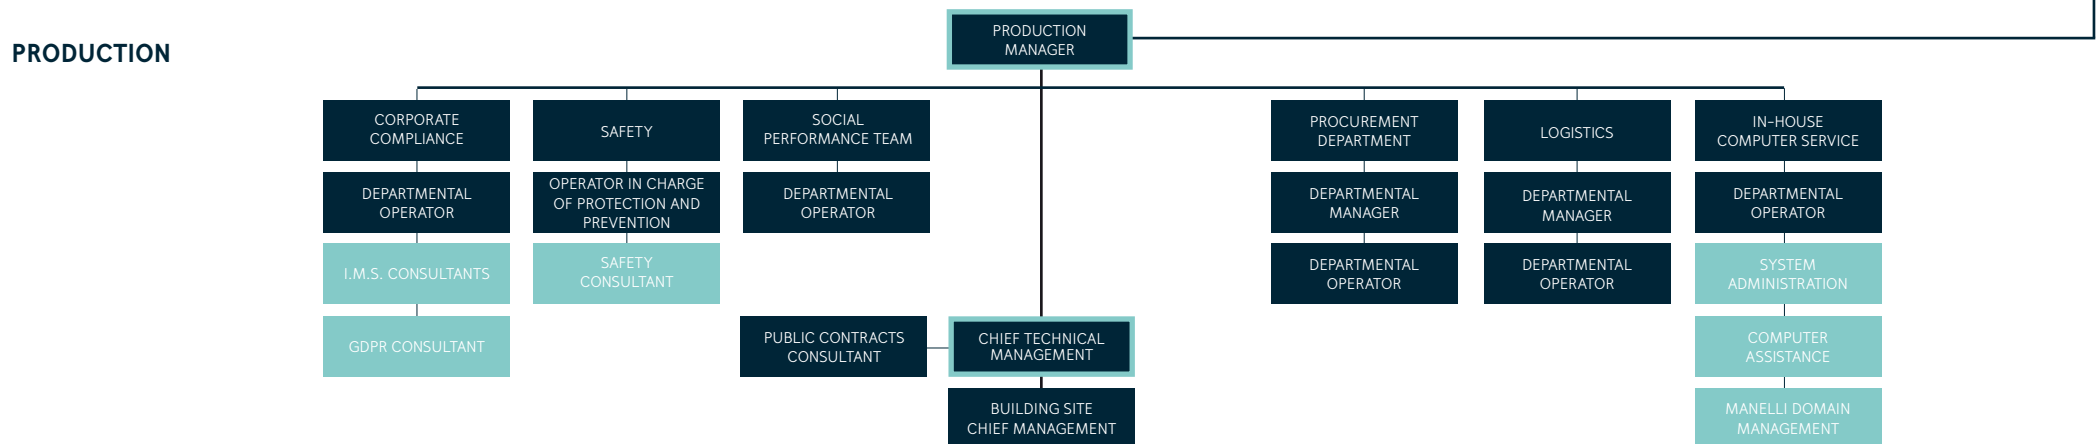 PRODUCTION
PRODUCTION
MANAGER
CORPORATE
COMPLIANCE
DEPARTMENTAL
OPERATOR
I.M.S. CONSULTANTS
GDPR CONSULTANT
SAFETY
OPERATOR IN CHARGE
OF PROTECTION AND
PREVENTION
SAFETY
CONSULTANT
SOCIAL
PERFORMANCE TEAM
DEPARTMENTAL
OPERATOR
PUBLIC CONTRACTS
CONSULTANT
CHIEF TECHNICAL
MANAGEMENT
BUILDING SITE
CHIEF MANAGEMENT
PROCUREMENT
DEPARTMENT
DEPARTMENTAL
MANAGER
DEPARTMENTAL
OPERATOR
LOGISTICS
DEPARTMENTAL
MANAGER
DEPARTMENTAL
OPERATOR
IN-HOUSE
COMPUTER SERVICE
DEPARTMENTAL
OPERATOR
SYSTEM
ADMINISTRATION
COMPUTER
ASSISTANCE
MANELLI DOMAIN
MANAGEMENT